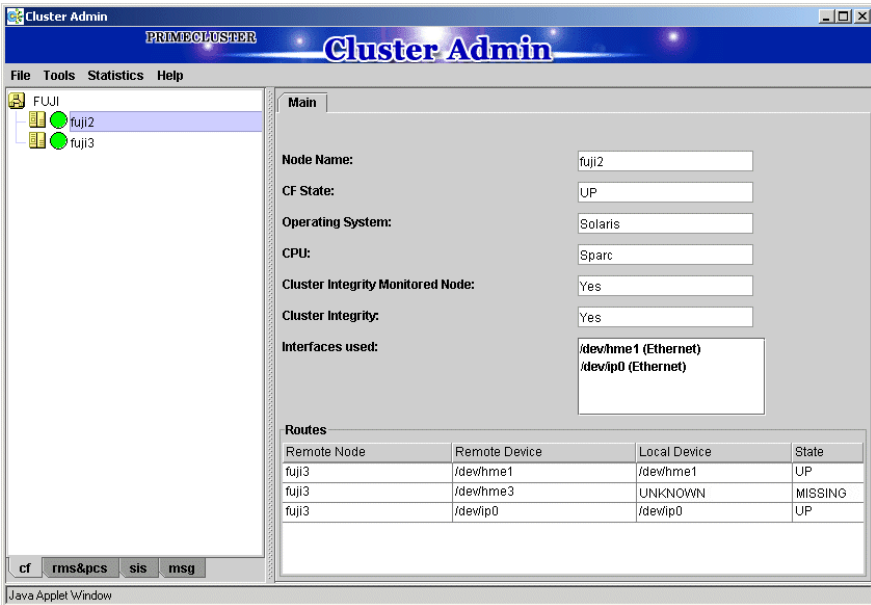 Cluster Admin
PRIMECLUSTER
Cluster Admin
File Tools Statistics Help
FUJI
fuji2
fuji3
Main
Node Name: fuji2
CF State: UP
Operating System: Solaris
CPU: Sparc
Cluster Integrity Monitored Node: Yes
Cluster Integrity: Yes
Interfaces used: /dev/hme1 (Ethernet)
/dev/ip0 (Ethernet)
Routes
Remote Node Remote Device Local Device State
fuji3 /dev/hme1 /dev/hme1 UP
fuji3 /dev/hme3 UNKNOWN MISSING
fuji3 /dev/ip0 /dev/ip0 UP
cf rms&pcs sis msg
Java Applet Window